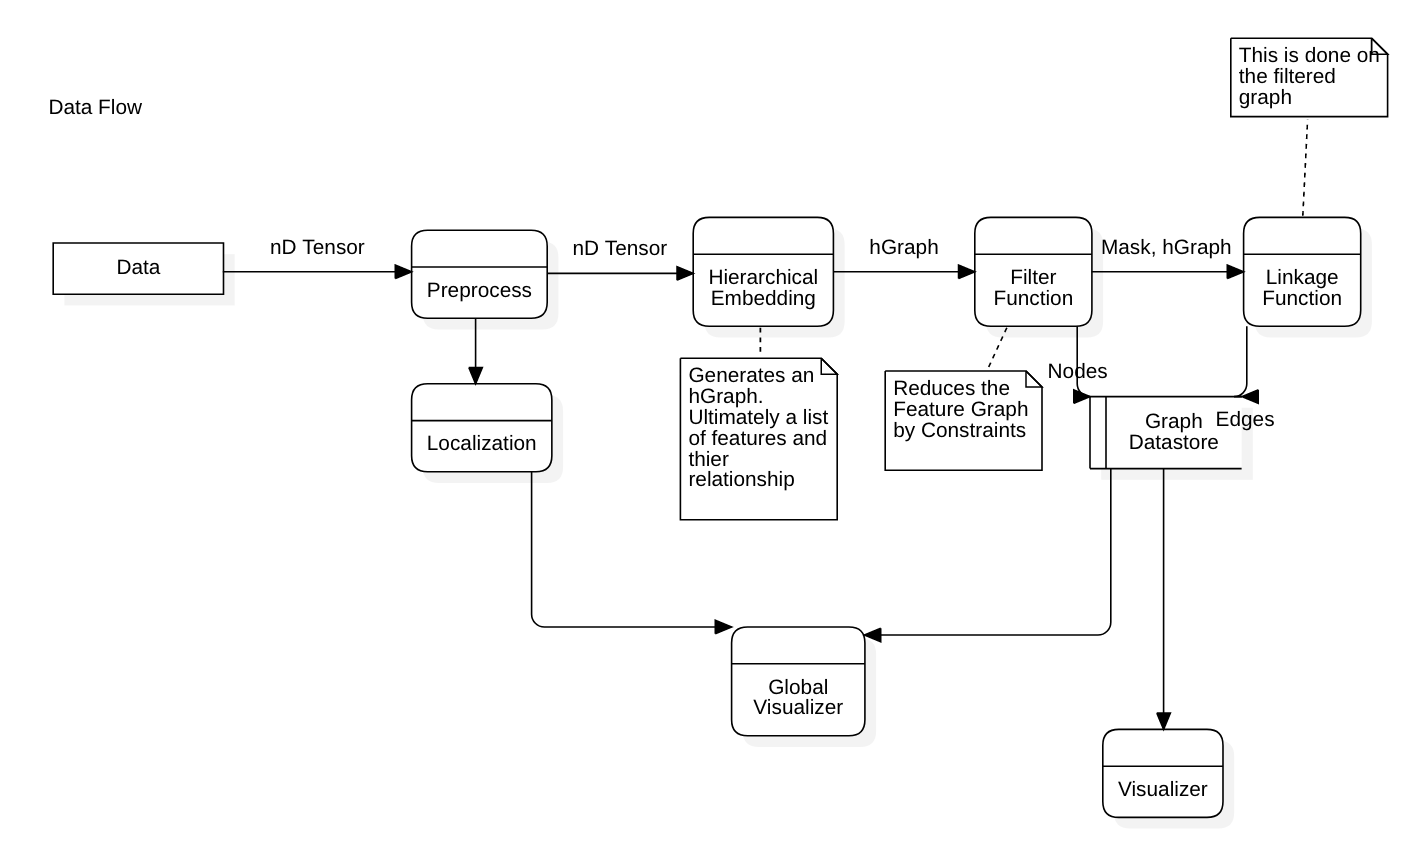 This is done on
the filtered
graph
Data Flow
Data
nD Tensor
Preprocess
nD Tensor
Hierarchical
Embedding
hGraph
Filter
Function
Mask, hGraph
Linkage
Function
Localization
Generates an
hGraph.
Ultimately a list
of features and
thier
relationship
Reduces the
Feature Graph
by Constraints
Nodes
Graph
Datastore
Edges
Global
Visualizer
Visualizer